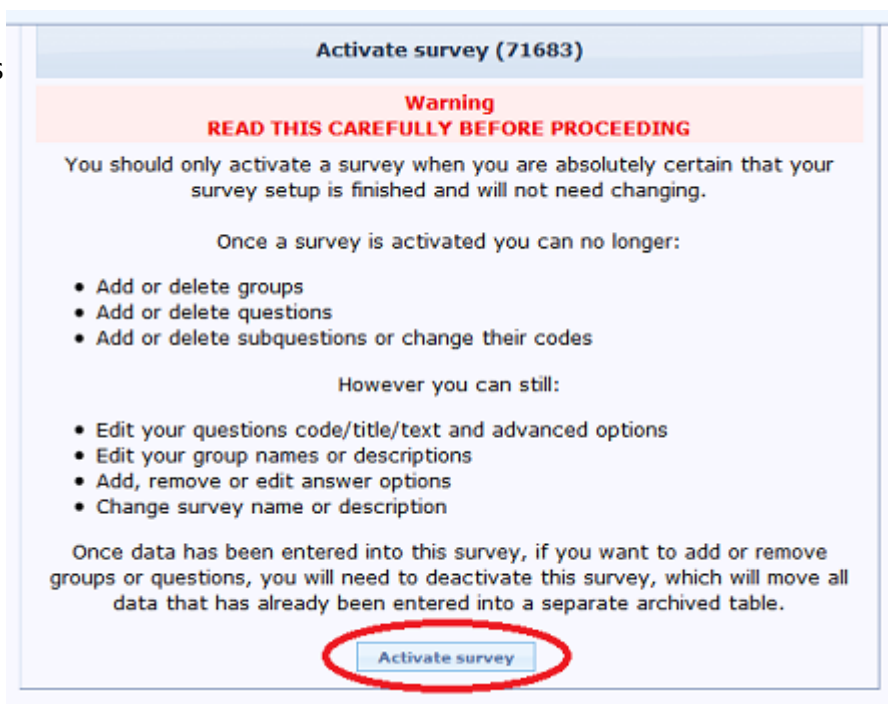 Activate survey (71683)
s
Warning
READ THIS CAREFULLY BEFORE PROCEEDING
You should only activate a survey when you are absolutely certain that your
survey setup is finished and will not need changing.
Once a survey is activated you can no longer:
• Add or delete groups
• Add or delete questions
• Add or delete subquestions or change their codes
However you can still:
• Edit your questions code/title/text and advanced options
• Edit your group names or descriptions
• Add, remove or edit answer options
• Change survey name or description
Once data has been entered into this survey, if you want to add or remove
groups or questions, you will need to deactivate this survey, which will move all
data that has already been entered into a separate archived table.
Activate survey